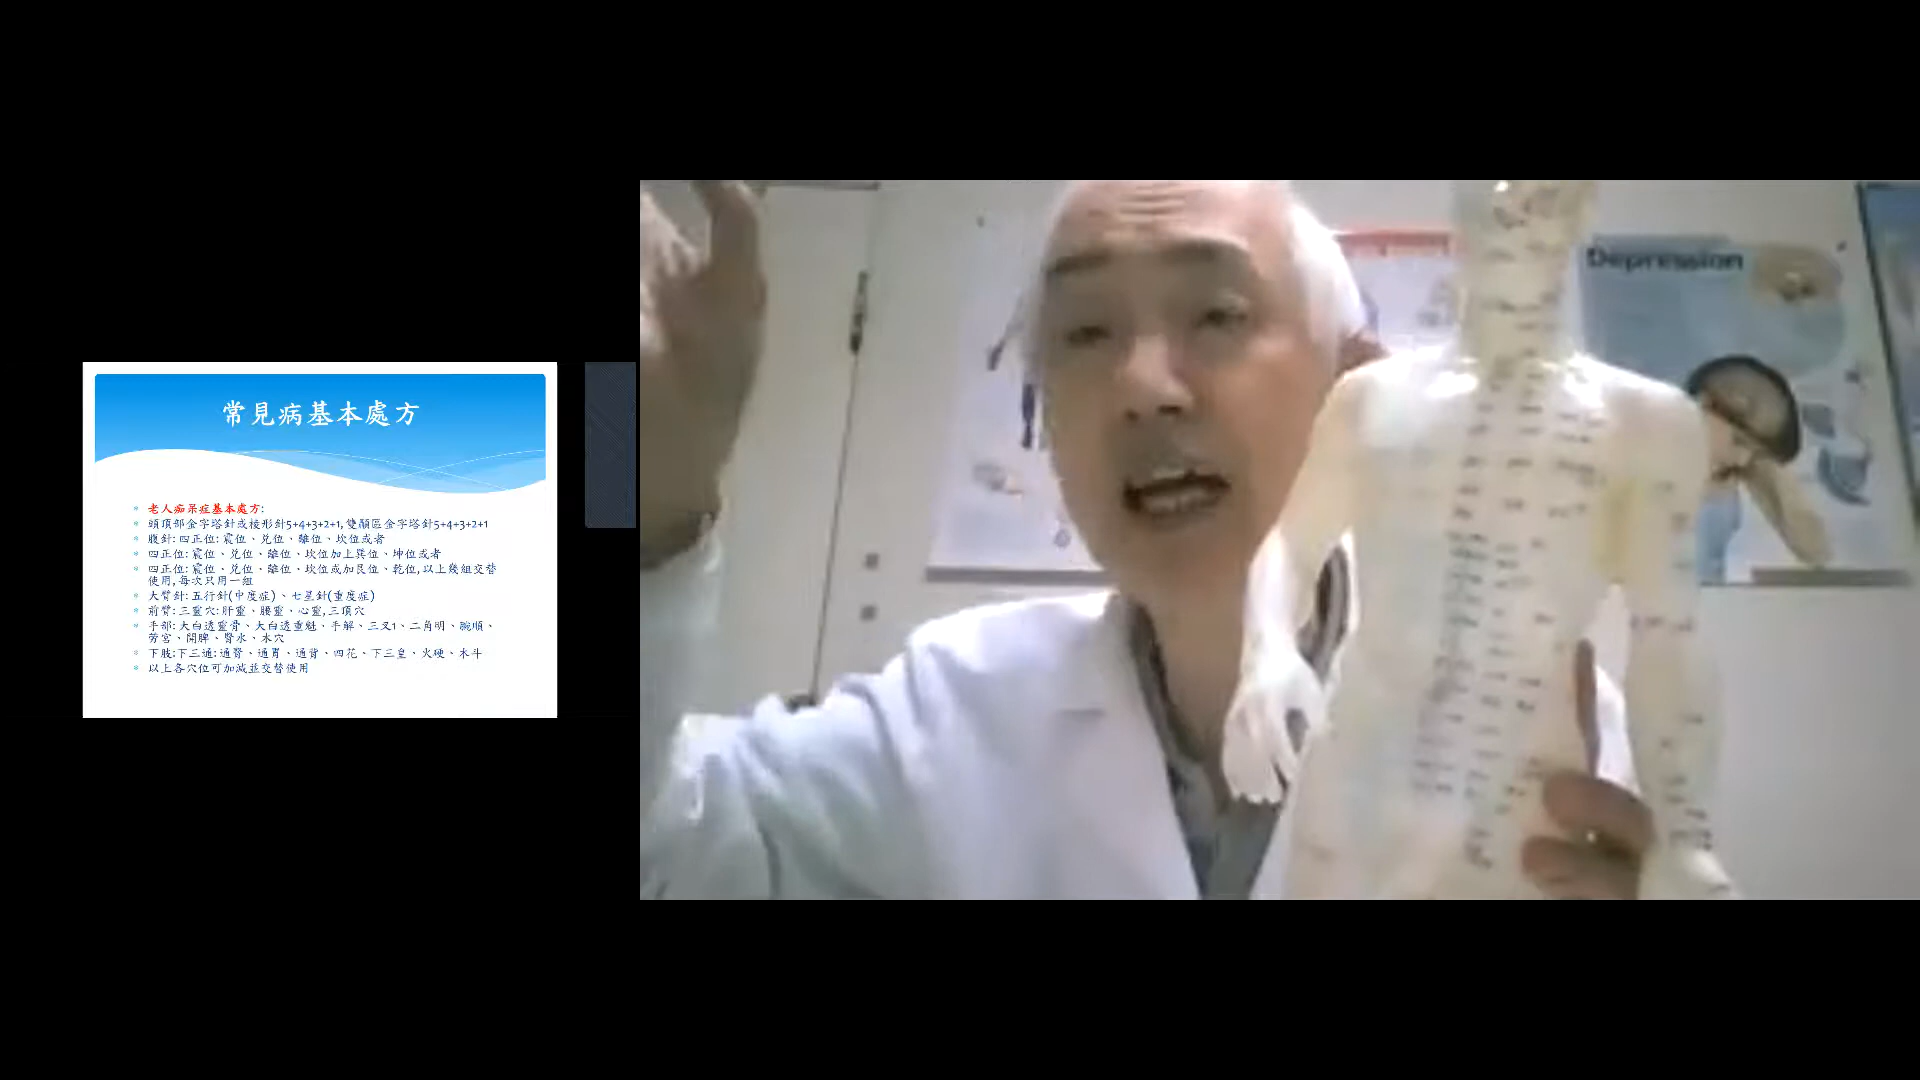 常見病基本處方
老人痴呆症基本處方:
頭頂部金字塔針或棱形針5+4+3+2+1,雙顳區金字塔針5+4+3+2+1
腹針:四正位:震位、兌位、離位、坎位或者
四正位:震位、兌位、離位、坎位加上巽位、坤位或者
四正位:震位、兌位、離位、坎位或加艮位、乾位,以上幾組交替
使用,每次只用一組
大臂針:五行針(中度症)、七星針(重度症)
前臂:三靈穴:肝靈、腰靈、心靈,三頂穴
手部:大白透靈骨、大白透重魁、手解、三叉1、二角明、腕順、
勞宮、開脾、腎水、木穴
下肢:下三通:通腎、通胃、通背、四花、下三皇、火硬、木斗
以上各穴位可加減並交替使用
Depression